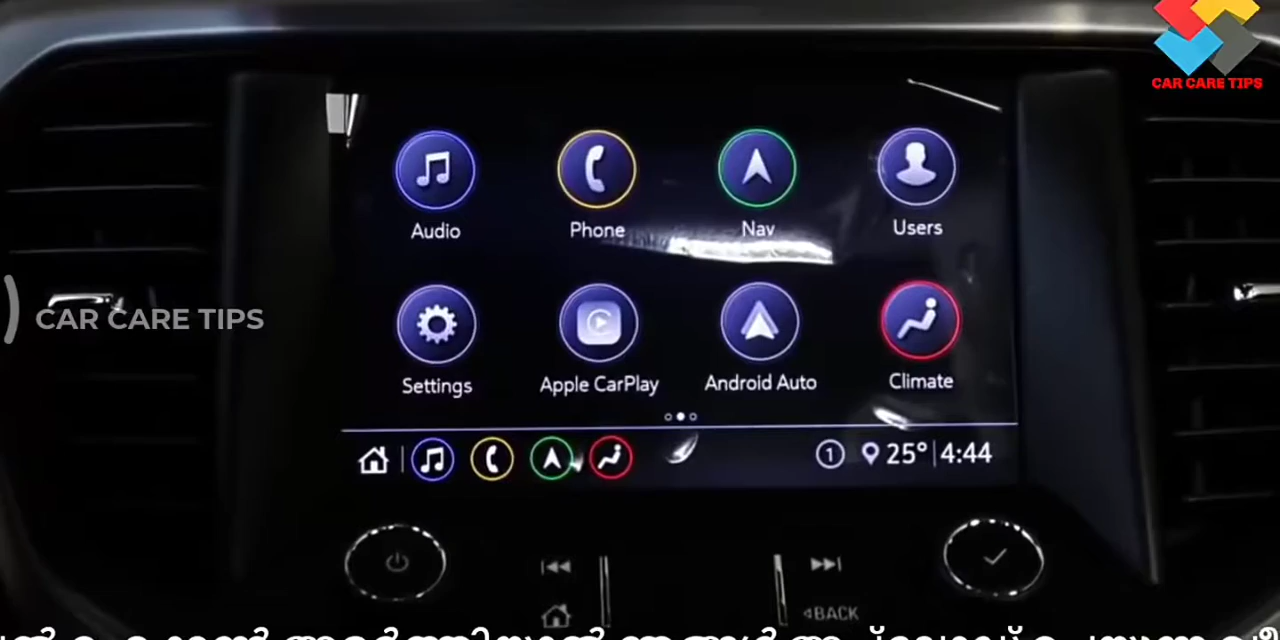 CAR CARE TIPS
Audio Phone Nav Users
CAR CARE TIPS
Settings Apple CarPlay Android Auto Climate
1 25° 4:44
BACK